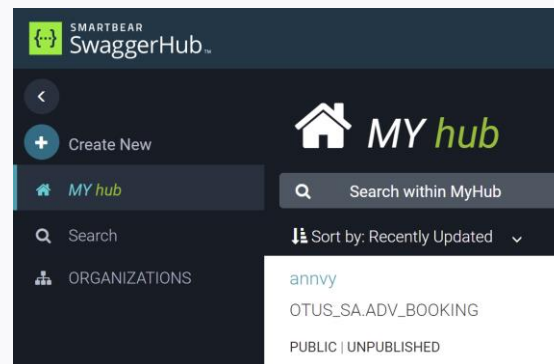 SMARTBEAR
SwaggerHub™
Create New
MY hub
Search
ORGANIZATIONS
MY hub
Search within MyHub
Sort by: Recently Updated
annvy
OTUS_SA.ADV_BOOKING
PUBLIC | UNPUBLISHED